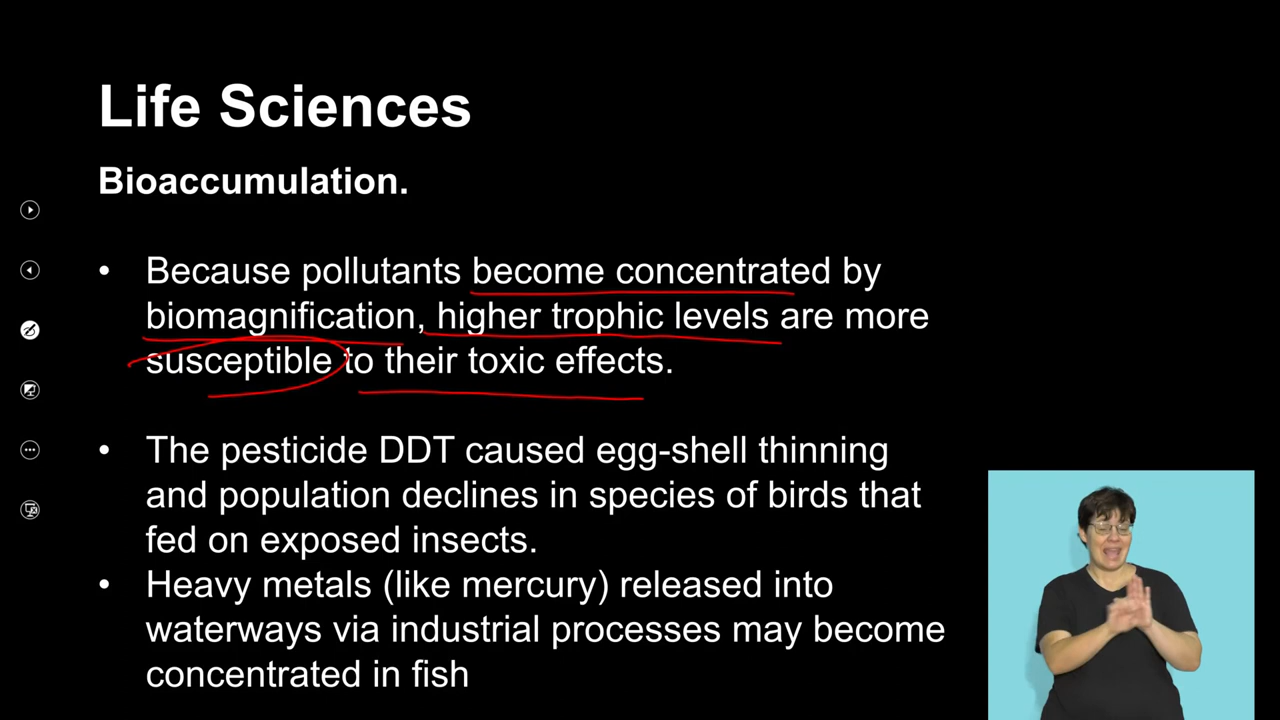 Life Sciences
Bioaccumulation.
• Because pollutants become concentrated by
biomagnification, higher trophic levels are more
susceptible to their toxic effects.
• The pesticide DDT caused egg-shell thinning
and population declines in species of birds that
fed on exposed insects.
• Heavy metals (like mercury) released into
waterways via industrial processes may become
concentrated in fish